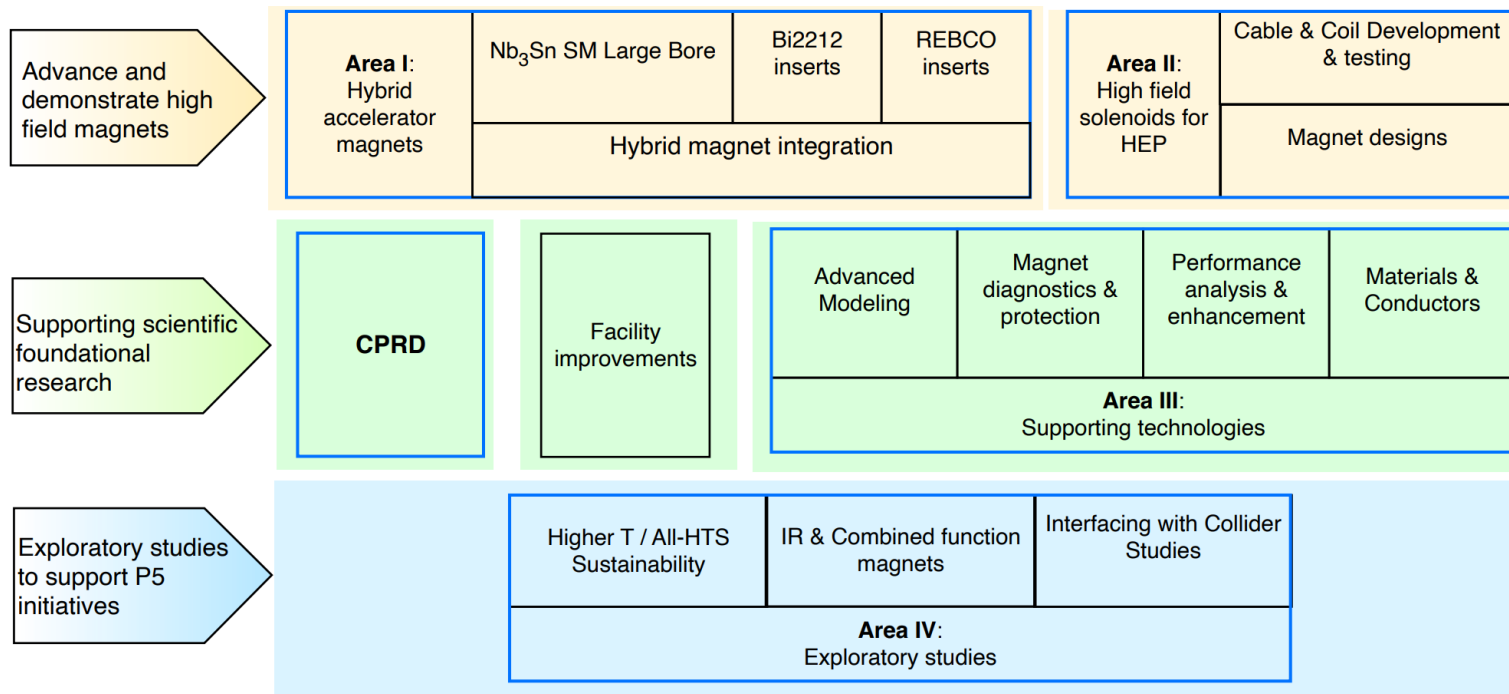 Advance and
demonstrate high
field magnets
Area I:
Hybrid
accelerator
magnets
Nb₃Sn SM Large Bore
Bi2212
inserts
REBCO
inserts
Hybrid magnet integration
Area II:
High field
solenoids for
HEP
Cable & Coil Development
& testing
Magnet designs
Supporting scientific
foundational
research
CPRD
Facility
improvements
Advanced
Modeling
Magnet
diagnostics &
protection
Performance
analysis &
enhancement
Materials &
Conductors
Area III:
Supporting technologies
Exploratory studies
to support P5
initiatives
Higher T / All-HTS
Sustainability
IR & Combined function
magnets
Interfacing with Collider
Studies
Area IV:
Exploratory studies